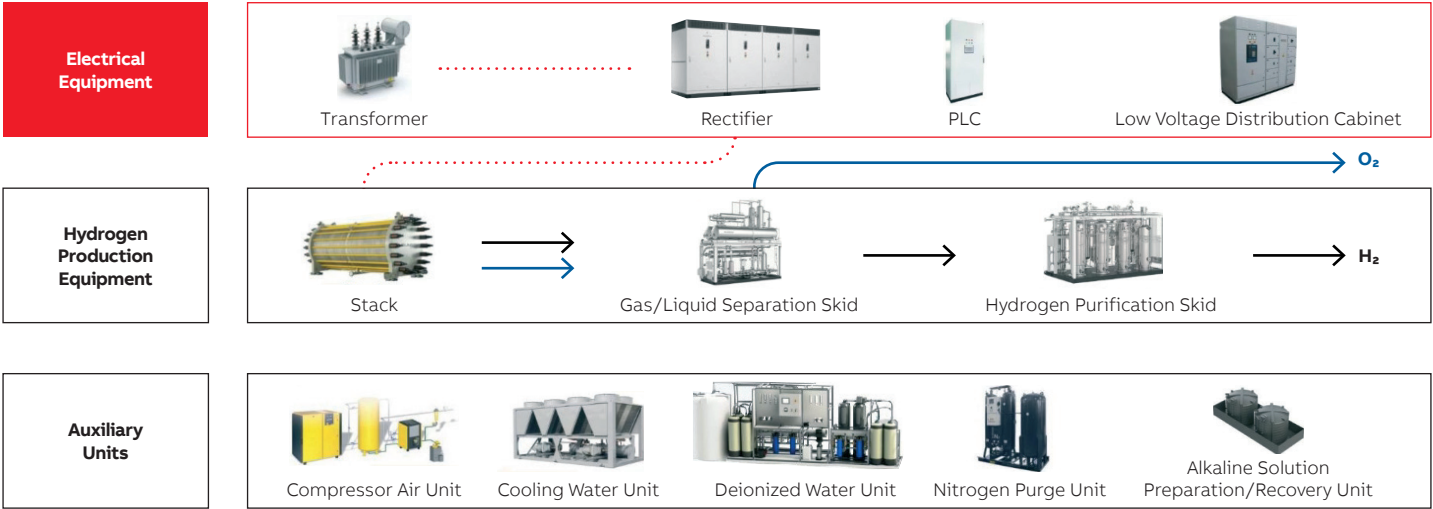 Electrical
Equipment
Transformer
Rectifier
PLC
Low Voltage Distribution Cabinet
O₂
Hydrogen
Production
Equipment
Stack
Gas/Liquid Separation Skid
Hydrogen Purification Skid
H₂
Auxiliary
Units
Compressor Air Unit
Cooling Water Unit
Deionized Water Unit
Nitrogen Purge Unit
Alkaline Solution
Preparation/Recovery Unit